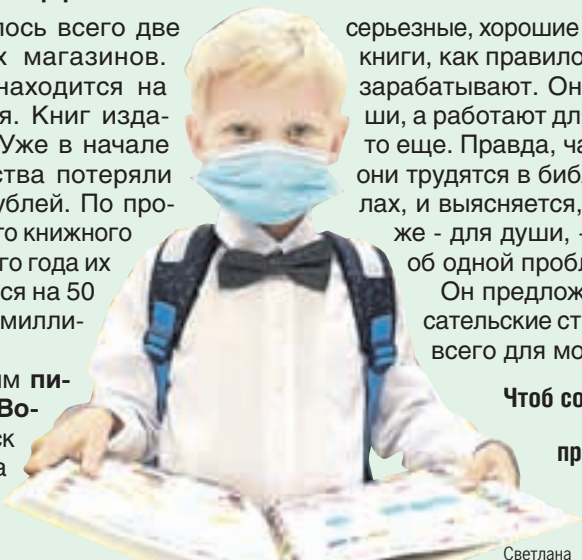 лось всего две
х магазинов.
находится на
я. Книг изда-
Уже в начале
ства потеряли
ублей. По про-
го книжного
го года их
ся на 50
милли-
им пи-
Во-
ск
а
серьезные, хорошие
книги, как правило
зарабатывают. Он
ши, а работают дл
то еще. Правда, ча
они трудятся в биб
лах, и выясняется,
же - для души, -
об одной пробл
Он предлож
сательские ст
всего для мо
Чтоб со
пр
Светлана